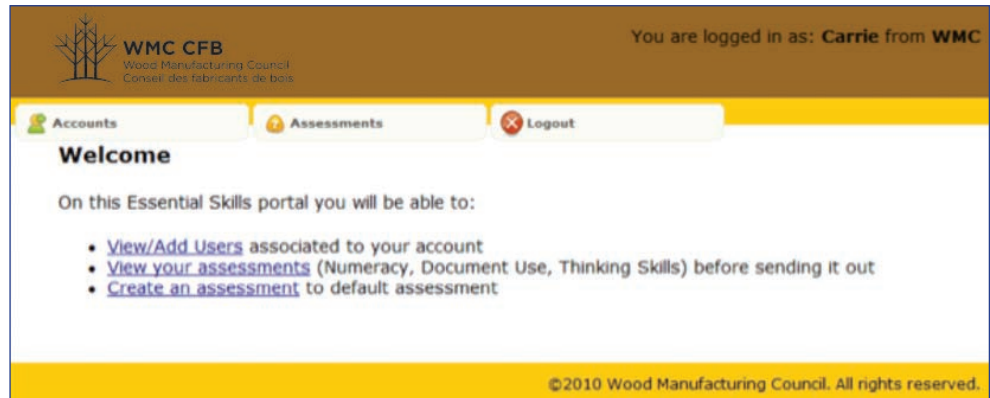 WMC CFB
Wood Manufacturing Council
Conseil des fabricants de bois
You are logged in as: Carrie from WMC
Accounts
Assessments
Logout
Welcome
On this Essential Skills portal you will be able to:
• View/Add Users associated to your account
• View your assessments (Numeracy, Document Use, Thinking Skills) before sending it out
• Create an assessment to default assessment
©2010 Wood Manufacturing Council. All rights reserved.